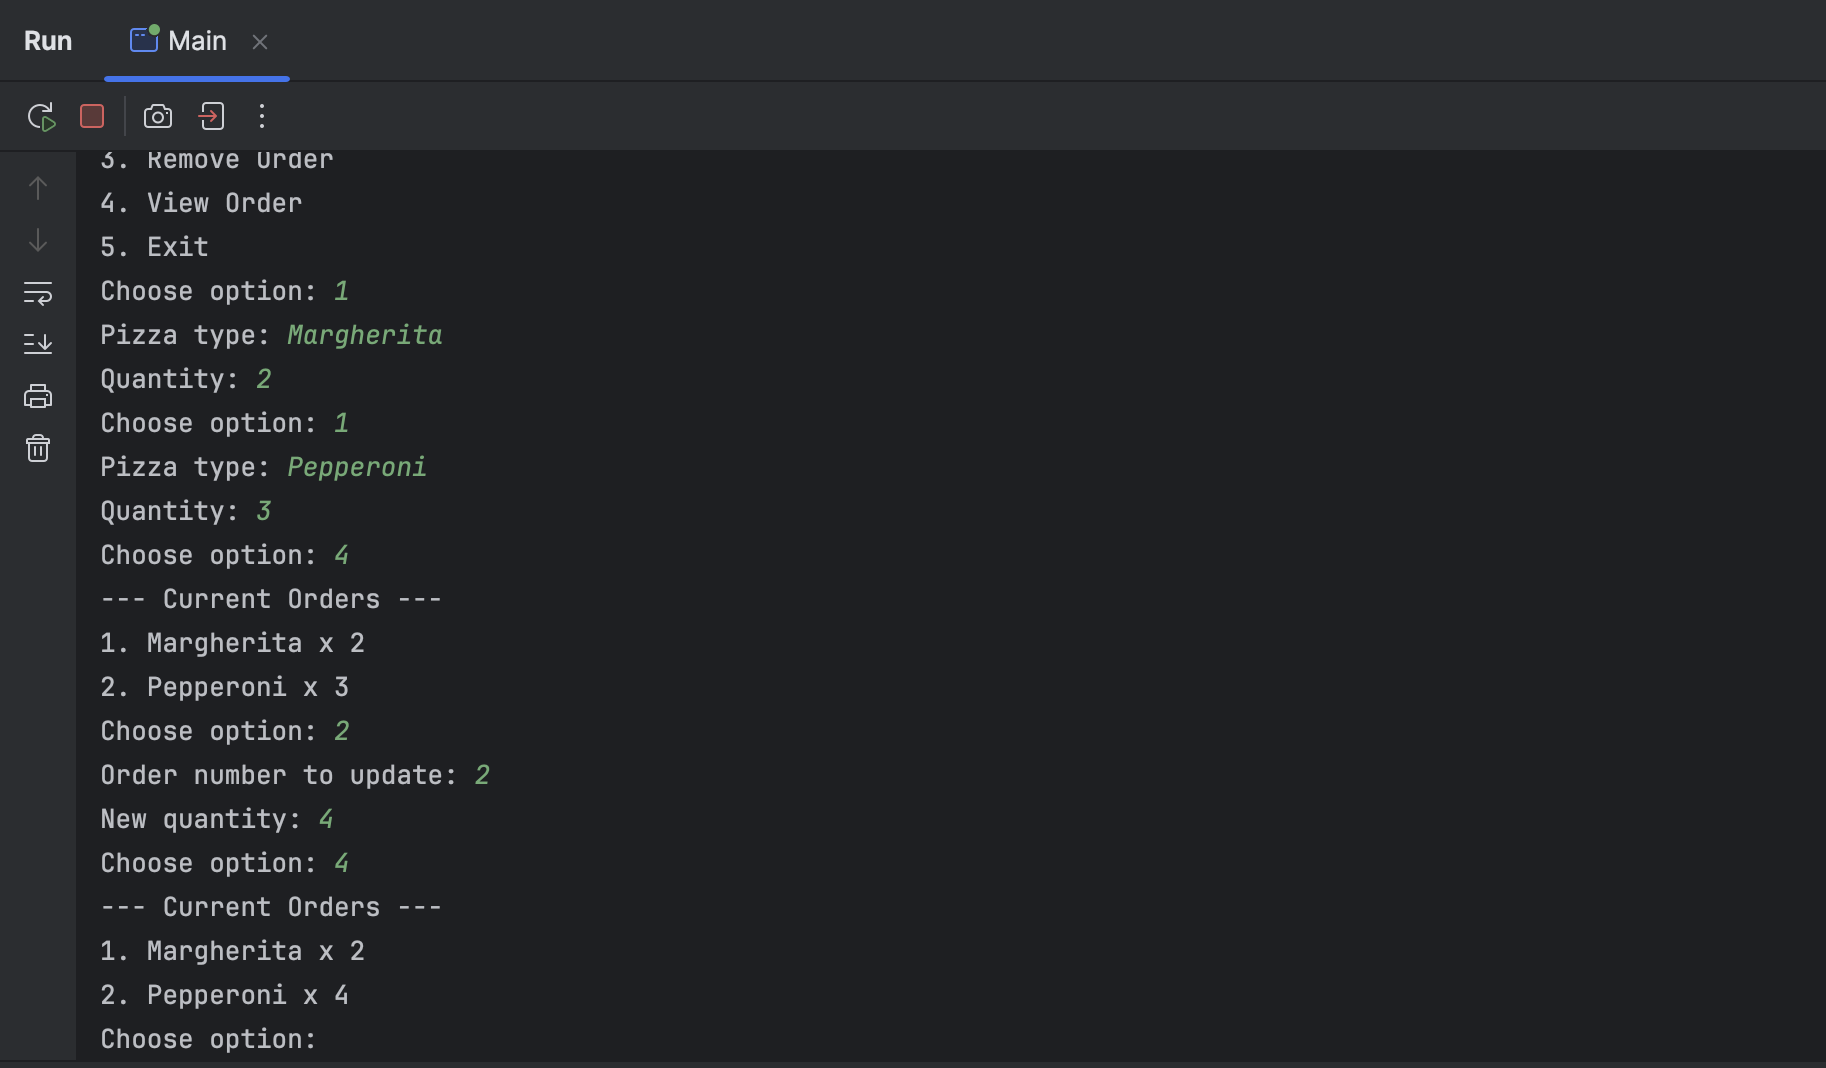 Run
Main
3. Remove Order
4. View Order
5. Exit
Choose option: 1
Pizza type: Margherita
Quantity: 2
Choose option: 1
Pizza type: Pepperoni
Quantity: 3
Choose option: 4
--- Current Orders ---
1. Margherita x 2
2. Pepperoni x 3
Choose option: 2
Order number to update: 2
New quantity: 4
Choose option: 4
--- Current Orders ---
1. Margherita x 2
2. Pepperoni x 4
Choose option: